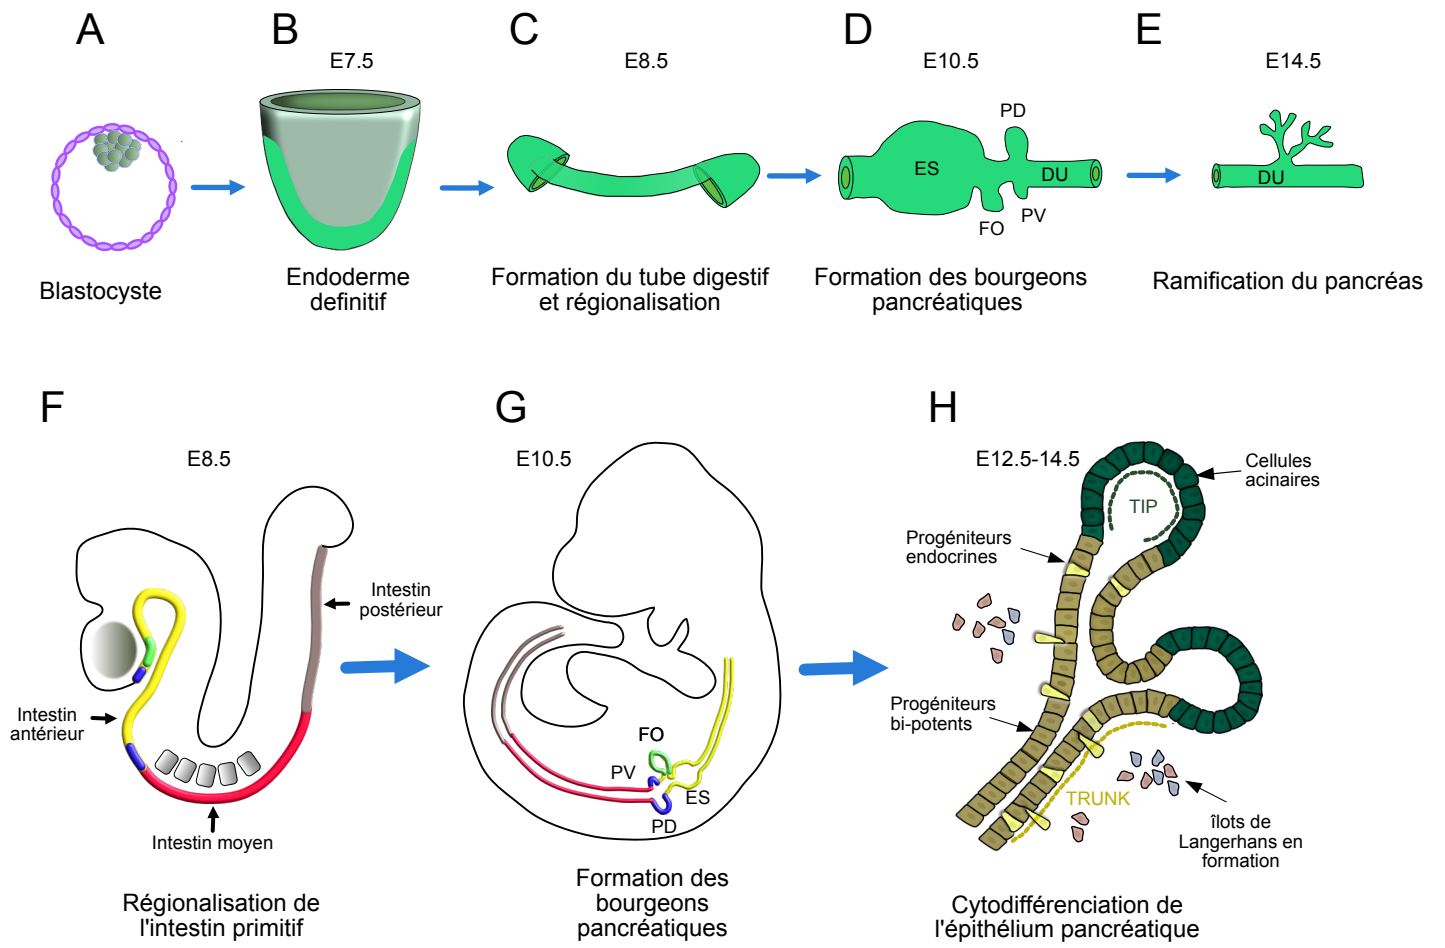 A
B
C
D
E
E7.5
E8.5
E10.5
E14.5
PD
ES
DU
FO
PV
DU
Blastocyste
Endoderme
definitif
Formation du tube digestif
et régionalisation
Formation des bourgeons
pancréatiques
Ramification du pancréas
F
G
H
E8.5
E10.5
E12.5-14.5
Intestin
postérieur
Intestin
antérieur
Intestin moyen
Régionalisation de
l'intestin primitif
FO
PV
ES
PD
Formation des
bourgeons
pancréatiques
Cellules
acinaires
TIP
Progéniteurs
endocrines
Progéniteurs
bi-potents
TRUNK
îlots de
Langerhans en
formation
Cytodifférenciation de
l'épithélium pancréatique